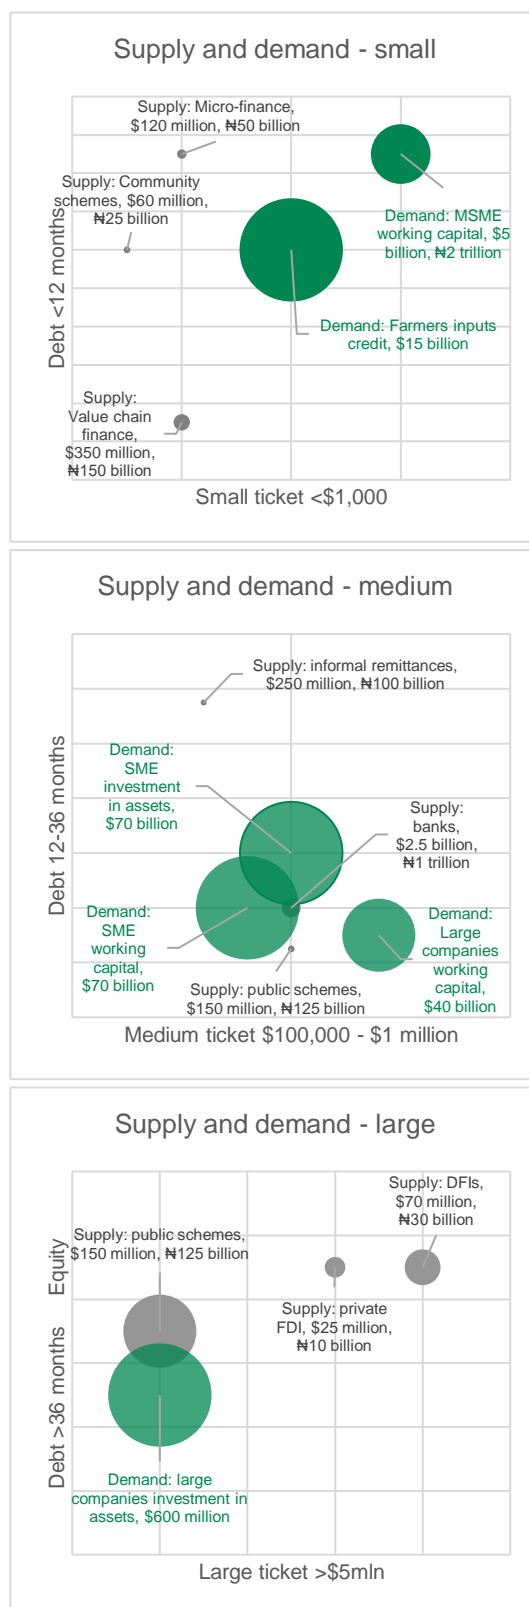 Supply and demand - small
Supply: Micro-finance,
$120 million, ₦50 billion
Supply: Community
schemes, $60 million,
₦25 billion
Demand: MSME
working capital, $5
billion, ₦2 trillion
Demand: Farmers inputs
credit, $15 billion
Debt <12 months
Supply:
Value chain
finance,
$350 million,
₦150 billion
Small ticket <$1,000
Supply and demand - medium
Supply: informal remittances,
$250 million, ₦100 billion
Demand:
SME
investment
in assets,
$70 billion
Supply:
banks,
$2.5 billion,
₦1 trillion
Debt 12-36 months
Demand:
SME
working
capital,
$70 billion
Demand:
Large
companies
working
capital,
$40 billion
Supply: public schemes,
$150 million, ₦125 billion
Medium ticket $100,000 - $1 million
Supply and demand - large
Supply: DFIs,
$70 million,
₦30 billion
Supply: public schemes,
$150 million, ₦125 billion
Equity
Supply: private
FDI, $25 million,
₦10 billion
Debt >36 months
Demand: large
companies investment in
assets, $600 million
Large ticket >$5mln